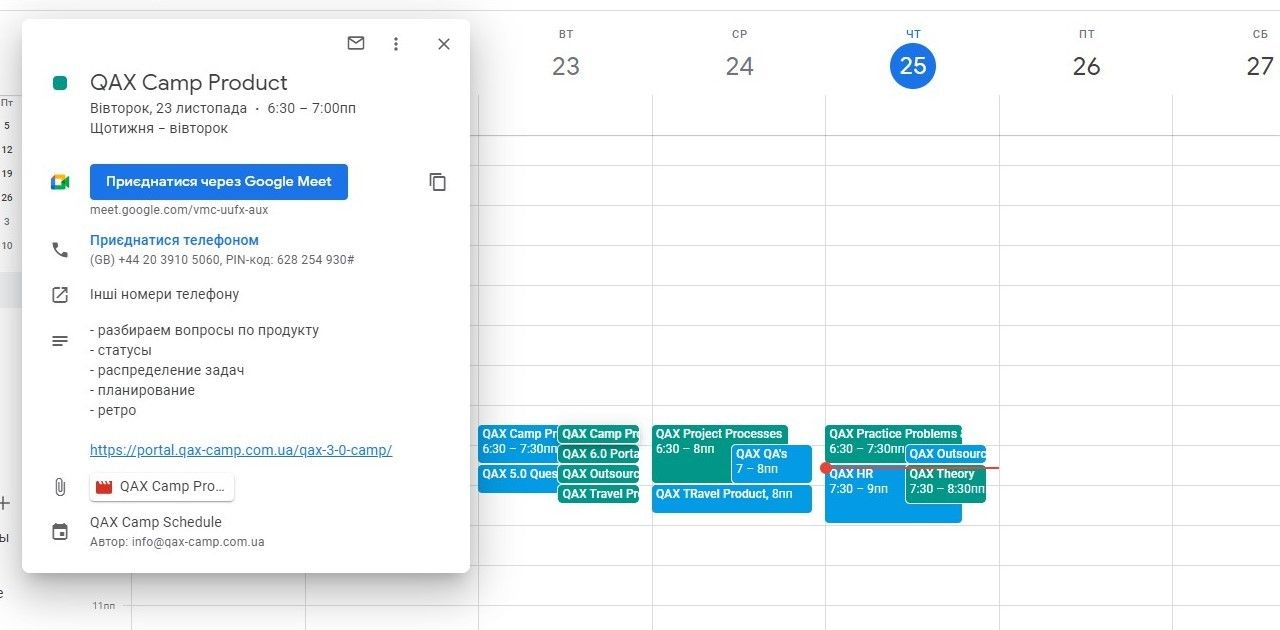 QAX Camp Product
Вівторок, 23 листопада · 6:30 – 7:00пп
Щотижня – вівторок
Приєднатися через Google Meet
meet.google.com/vmc-uufx-aux
Приєднатися телефоном
(GB) +44 20 3910 5060, PIN-код: 628 254 930#
Інші номери телефону
- разбираем вопросы по продукту
- статусы
- распределение задач
- планирование
- ретро
https://portal.qax-camp.com.ua/qax-3-0-camp/
QAX Camp Pro...
QAX Camp Schedule
Автор: info@qax-camp.com.ua
Пт
5
12
19
26
3
10
ВТ
23
СР
24
ЧТ
25
ПТ
26
СБ
27
QAX Camp Pr
6:30 – 7:30пп
QAX 5.0 Ques
QAX Camp Pro
QAX 6.0 Porta
QAX Outsourc
QAX Travel Pr
QAX Project Processes
6:30 – 8пп
QAX QA's
7 – 8пп
QAX TRavel Product, 8пп
QAX Practice Problems
6:30 – 7:30пп
QAX Outsourc
QAX HR
7:30 – 9пп
QAX Theory
7:30 – 8:30пп
11пп